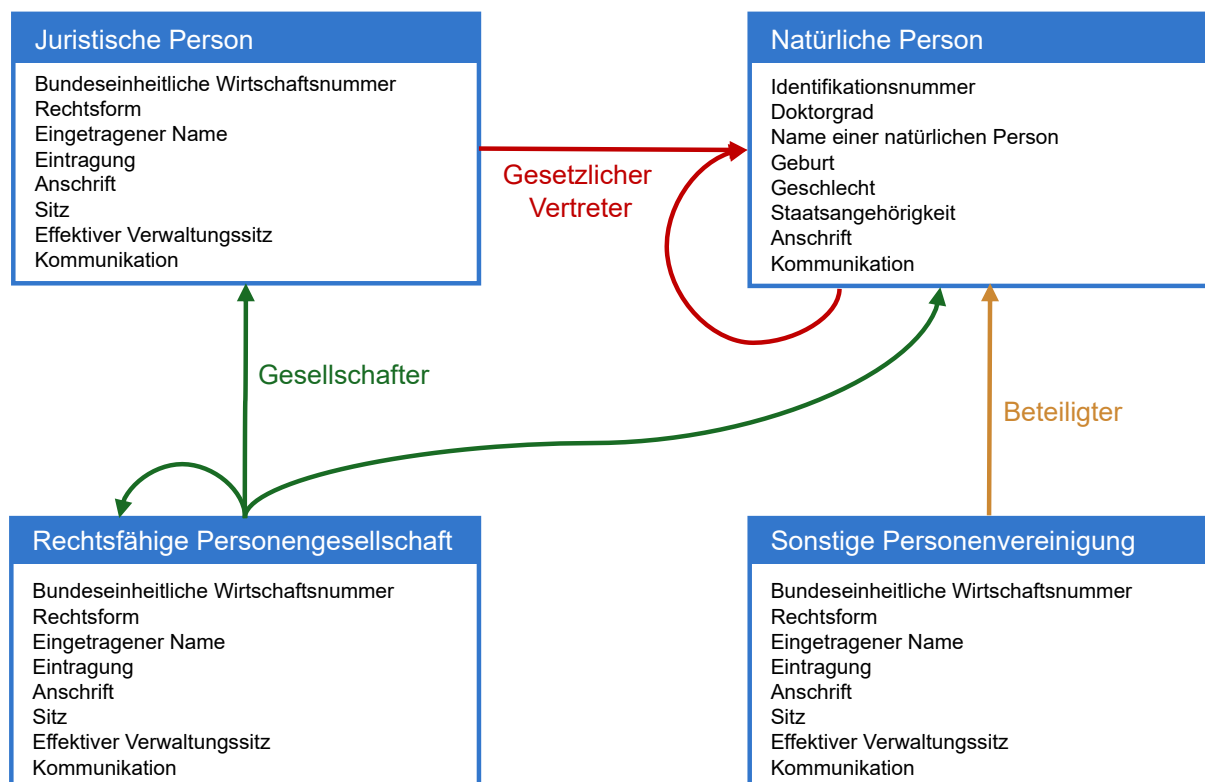 Juristische Person
Bundeseinheitliche Wirtschaftsnummer
Rechtsform
Eingetragener Name
Eintragung
Anschrift
Sitz
Effektiver Verwaltungssitz
Kommunikation
Natürliche Person
Identifikationsnummer
Doktorgrad
Name einer natürlichen Person
Geburt
Geschlecht
Staatsangehörigkeit
Anschrift
Kommunikation
Gesetzlicher
Vertreter
Gesellschafter
Beteiligter
Rechtsfähige Personengesellschaft
Bundeseinheitliche Wirtschaftsnummer
Rechtsform
Eingetragener Name
Eintragung
Anschrift
Sitz
Effektiver Verwaltungssitz
Kommunikation
Sonstige Personenvereinigung
Bundeseinheitliche Wirtschaftsnummer
Rechtsform
Eingetragener Name
Eintragung
Anschrift
Sitz
Effektiver Verwaltungssitz
Kommunikation